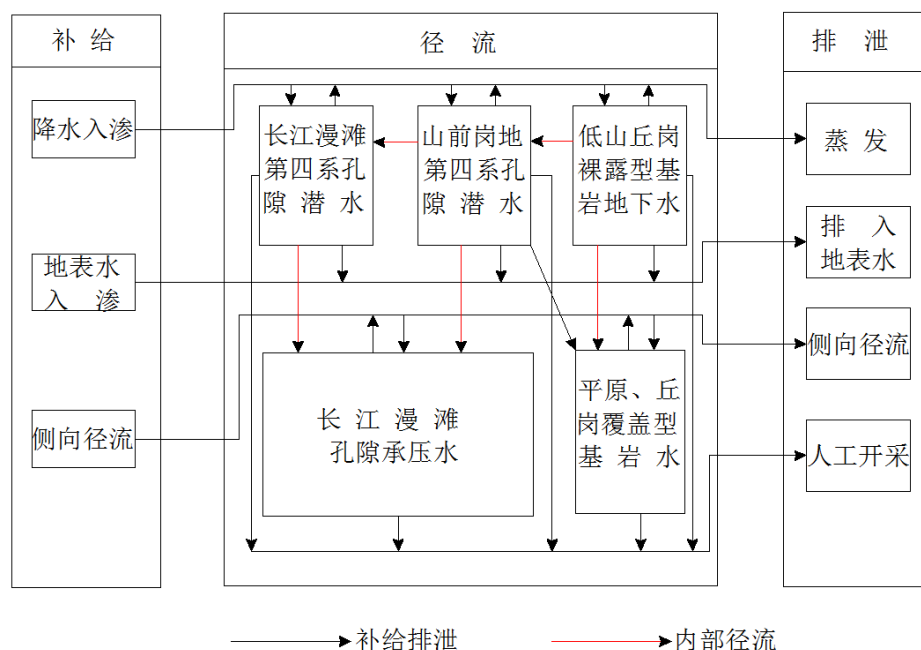 补 给
径 流
排 泄
降水入渗
长江漫滩
第四系孔
隙 潜 水
山前岗地
第四系孔
隙 潜 水
低山丘岗
裸露型基
岩地下水
蒸 发
地表水
入 渗
排 入
地表水
侧向径流
长 江 漫 滩
孔隙承压水
平原、丘
岗覆盖型
基 岩 水
侧向径流
人工开采
补给排泄
内部径流